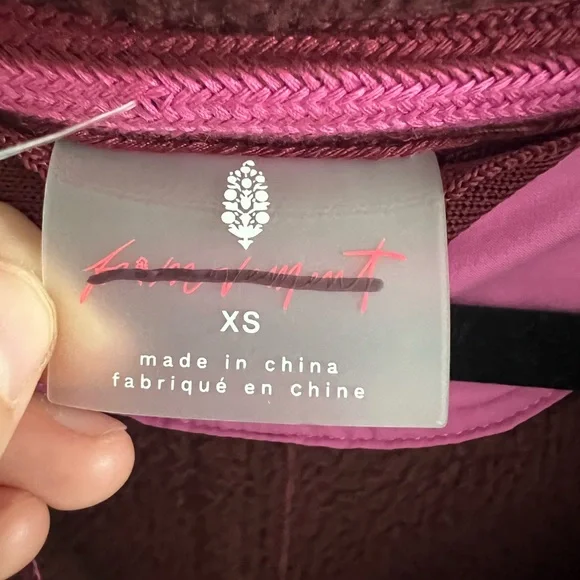 XS
made in china
fabriqué en chine